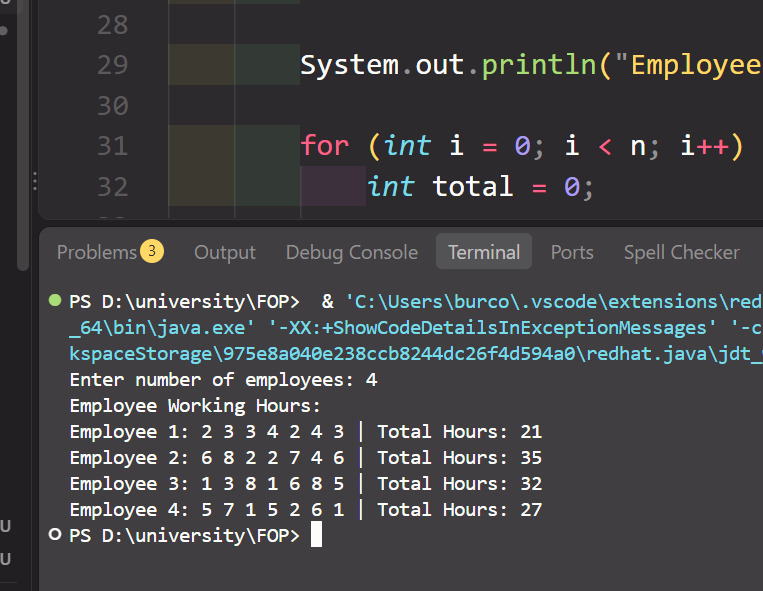 28
29 System.out.println("Employee
30
31 for (int i = 0; i < n; i++)
32 int total = 0;
Problems 3 Output Debug Console Terminal Ports Spell Checker
PS D:\university\FOP> & 'C:\Users\burco\.vscode\extensions\red
_64\bin\java.exe' '-XX:+ShowCodeDetailsInExceptionMessages' '-c
kspaceStorage\975e8a040e238ccb8244dc26f4d594a0\redhat.java\jdt_
Enter number of employees: 4
Employee Working Hours:
Employee 1: 2 3 3 4 2 4 3 | Total Hours: 21
Employee 2: 6 8 2 2 7 4 6 | Total Hours: 35
Employee 3: 1 3 8 1 6 8 5 | Total Hours: 32
U Employee 4: 5 7 1 5 2 6 1 | Total Hours: 27
PS D:\university\FOP>
U